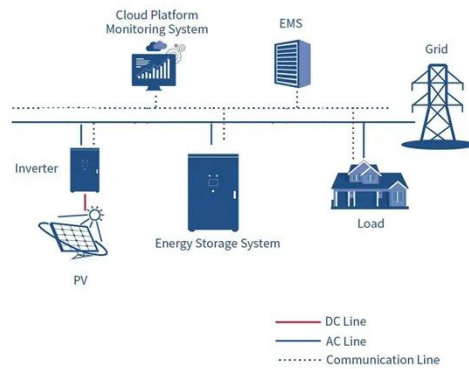 Cloud Platform
Monitoring System
EMS
Grid
Inverter
Energy Storage System
Load
PV
DC Line
AC Line
Communication Line